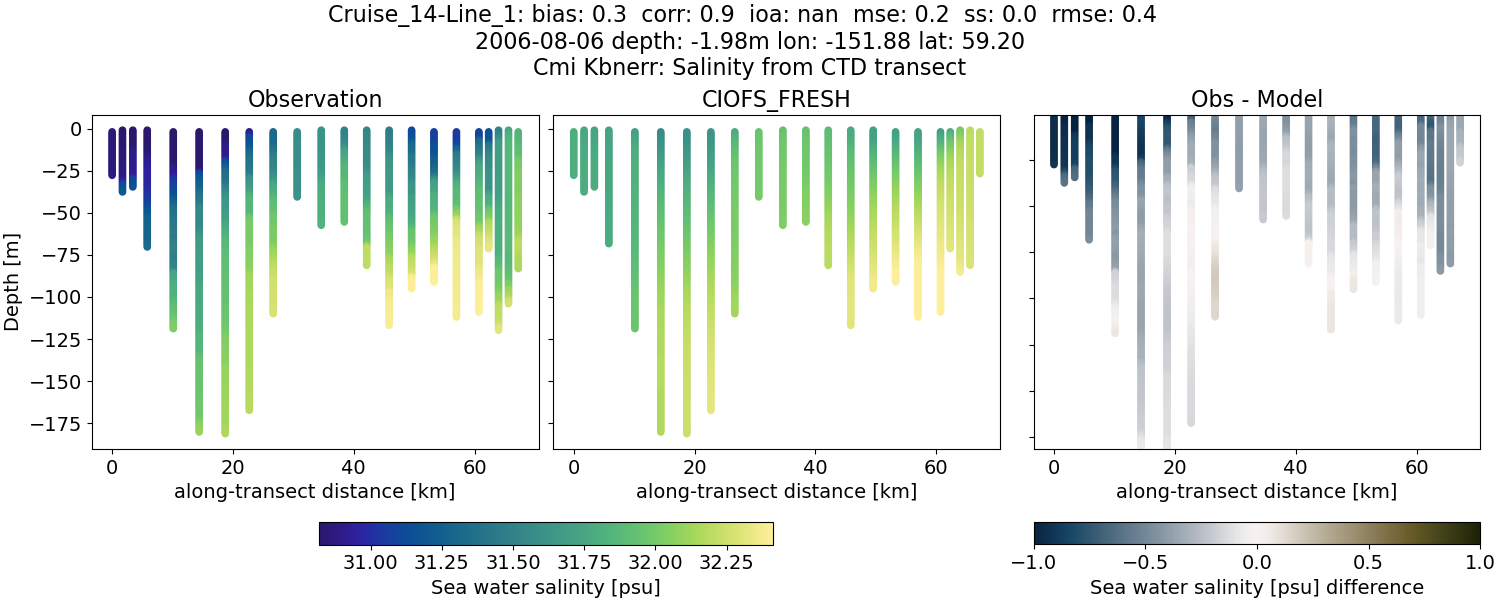 Cruise_14-Line_1: bias: 0.3  corr: 0.9  ioa: nan  mse: 0.2  ss: 0.0  rmse: 0.4
2006-08-06 depth: -1.98m lon: -151.88 lat: 59.20
Cmi Kbnerr: Salinity from CTD transect
Observation
CIOFS_FRESH
Obs - Model
Depth [m]
0
−25
−50
−75
−100
−125
−150
−175
0 20 40 60
0 20 40 60
0 20 40 60
along-transect distance [km]
along-transect distance [km]
along-transect distance [km]
31.00 31.25 31.50 31.75 32.00 32.25
Sea water salinity [psu]
−1.0 −0.5 0.0 0.5 1.0
Sea water salinity [psu] difference